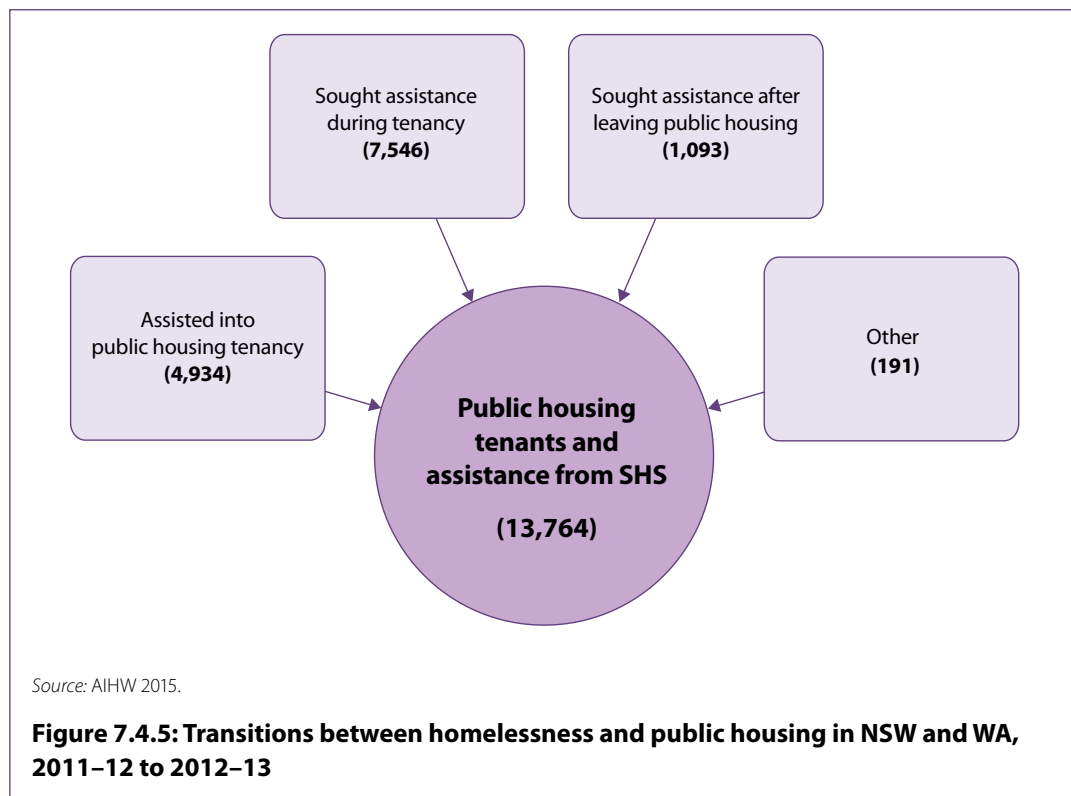 Sought assistance
during tenancy
(7,546)
Sought assistance after
leaving public housing
(1,093)
Assisted into
public housing tenancy
(4,934)
Other
(191)
Public housing
tenants and
assistance from SHS
(13,764)
Source: AIHW 2015.
Figure 7.4.5: Transitions between homelessness and public housing in NSW and WA,
2011–12 to 2012–13